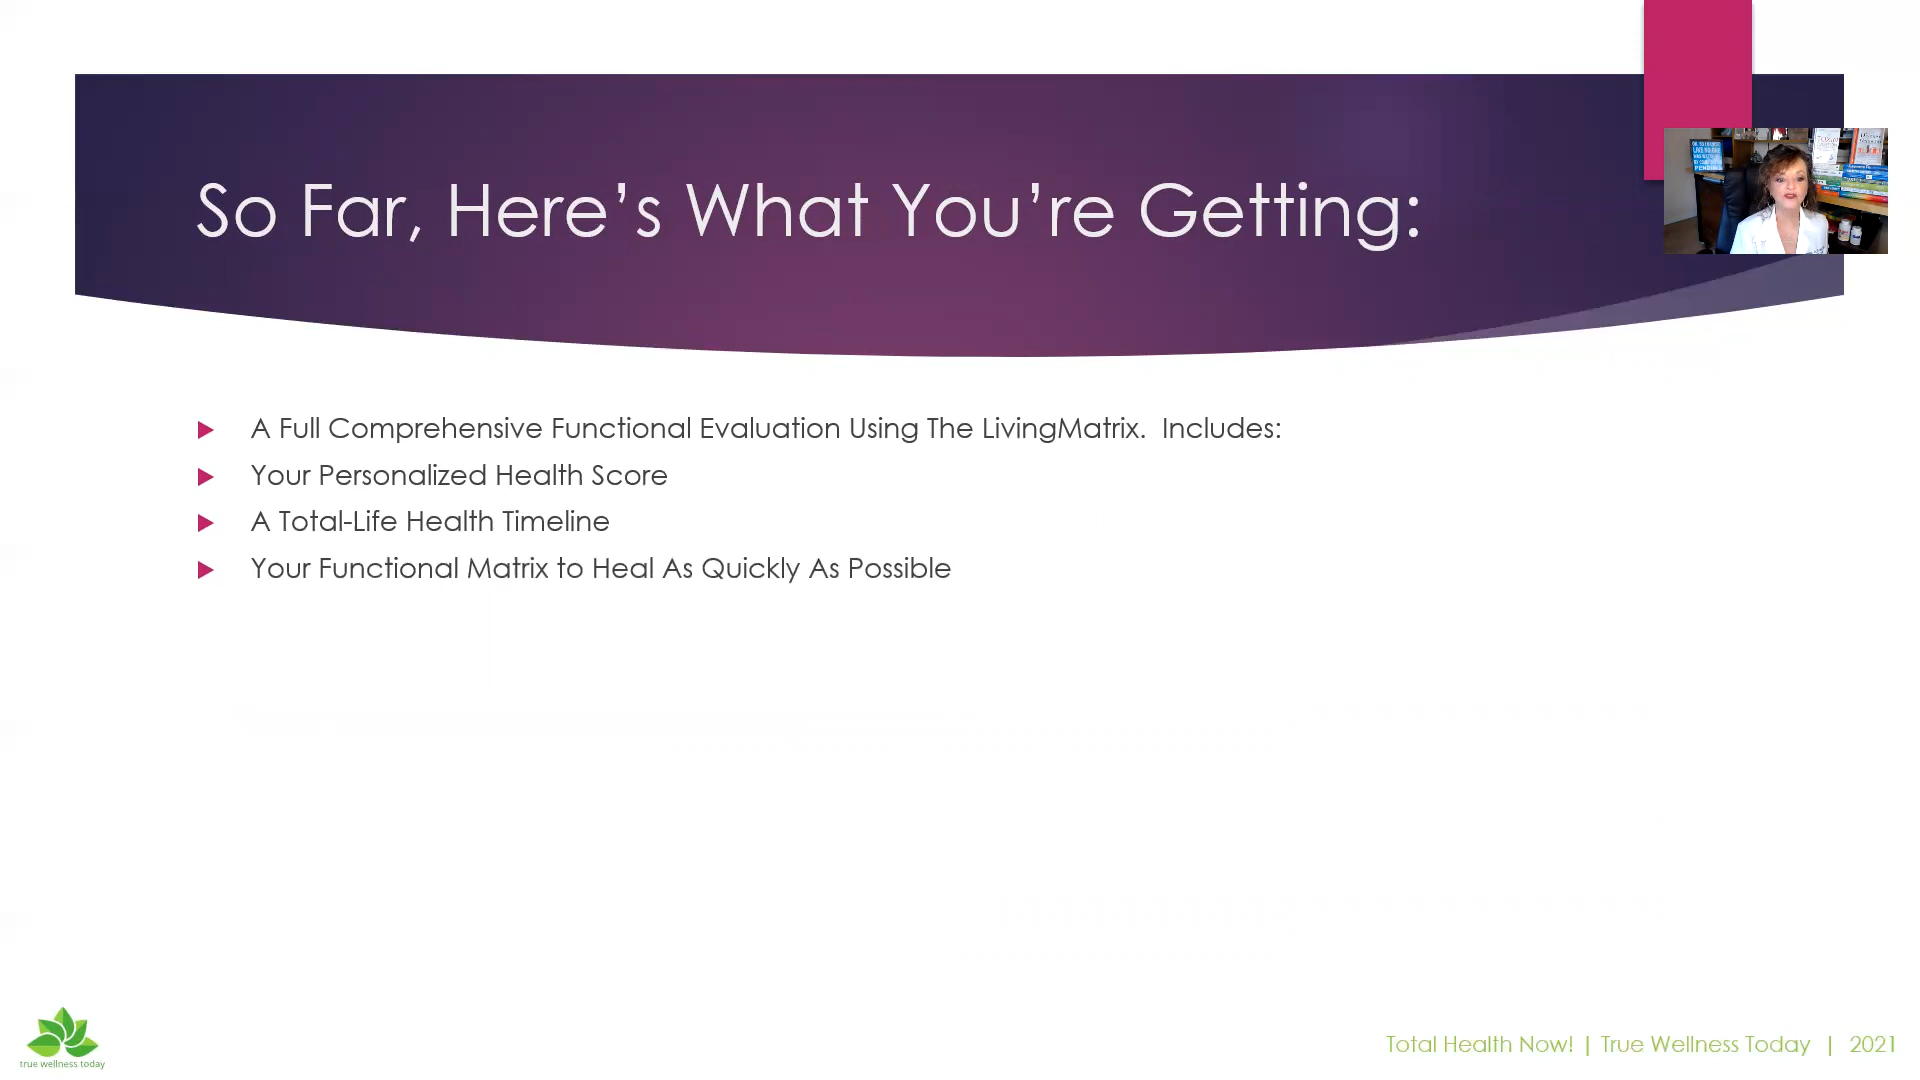 So Far, Here's What You're Getting:
A Full Comprehensive Functional Evaluation Using The LivingMatrix.  Includes:
Your Personalized Health Score
A Total-Life Health Timeline
Your Functional Matrix to Heal As Quickly As Possible
true wellness today
Total Health Now! | True Wellness Today | 2021